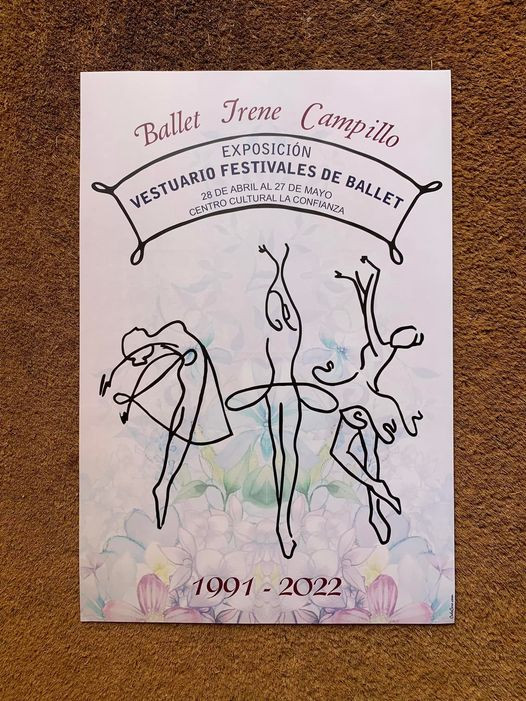 Ballet Irene Campillo
EXPOSICIÓN
VESTUARIO FESTIVALES DE BALLET
28 DE ABRIL AL 27 DE MAYO
CENTRO CULTURAL LA CONFIANZA
1991 - 2022